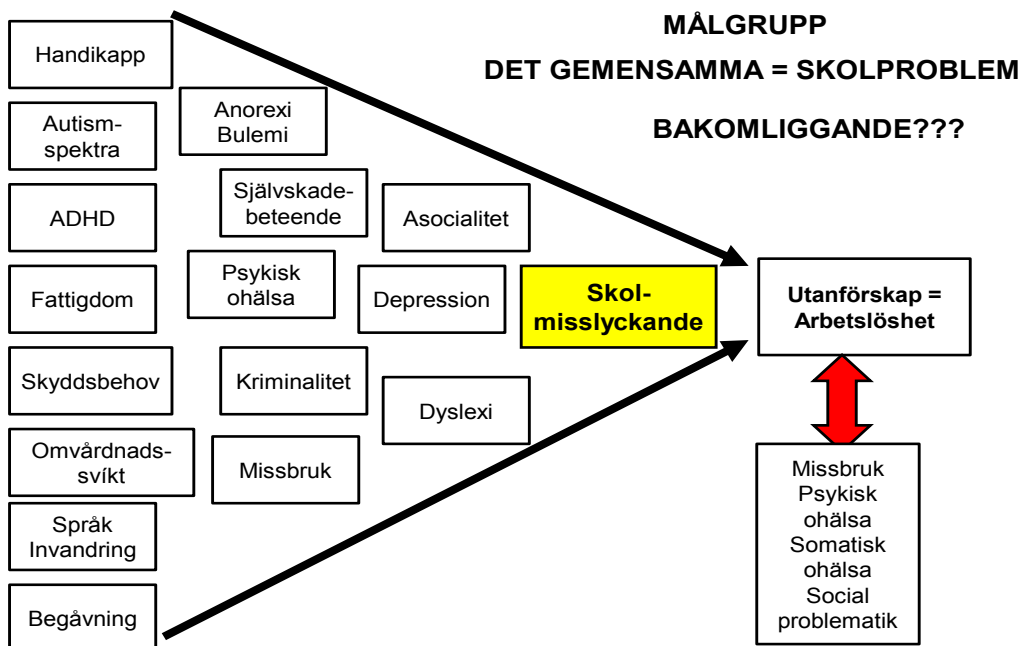 MÅLGRUPP
DET GEMENSAMMA = SKOLPROBLEM
BAKOMLIGGANDE???
Handikapp
Autism-
spektra
ADHD
Fattigdom
Skyddsbehov
Omvårdnads-
svíkt
Språk
Invandring
Begåvning
Anorexi
Bulemi
Självskade-
beteende
Psykisk
ohälsa
Kriminalitet
Missbruk
Asocialitet
Depression
Dyslexi
Skol-
misslyckande
Utanförskap =
Arbetslöshet
Missbruk
Psykisk
ohälsa
Somatisk
ohälsa
Social
problematik